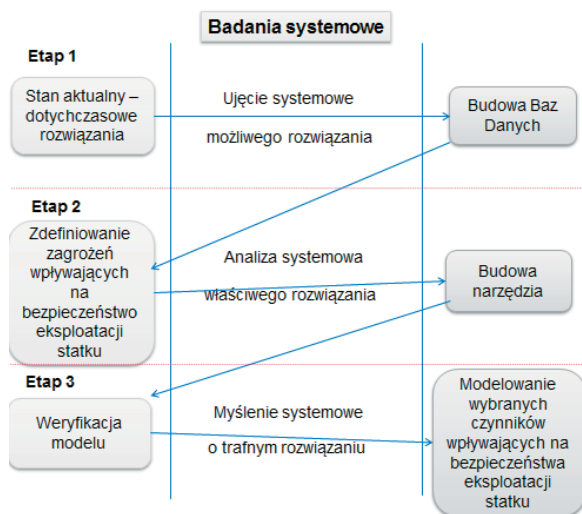 Badania systemowe
Etap 1
Stan aktualny –
dotychczasowe
rozwiązania
Ujęcie systemowe
możliwego rozwiązania
Budowa Baz
Danych
Etap 2
Zdefiniowanie
zagrożeń
wpływających
na
bezpieczeństwo
eksploatacji
statku
Analiza systemowa
właściwego rozwiązania
Budowa
narzędzia
Etap 3
Weryfikacja
modelu
Myślenie systemowe
o trafnym rozwiązaniu
Modelowanie
wybranych
czynników
wpływających na
bezpieczeństwa
eksploatacji
statku